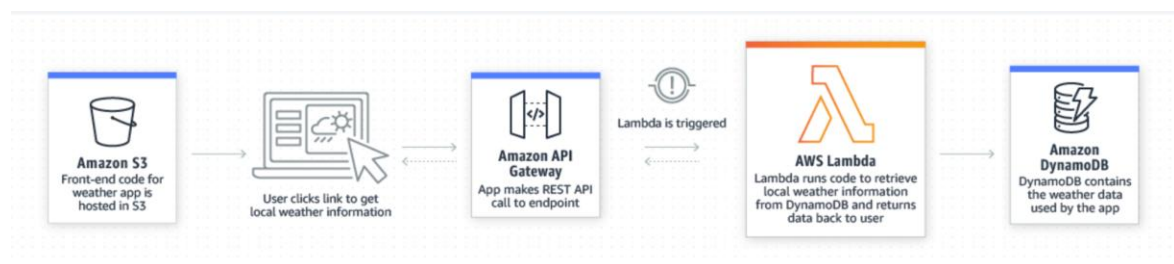 Amazon S3
Front-end code for
weather app is
hosted in S3
User clicks link to get
local weather information
</>
Amazon API
Gateway
App makes REST API
call to endpoint
Lambda is triggered
AWS Lambda
Lambda runs code to retrieve
local weather information
from DynamoDB and returns
data back to user
Amazon
DynamoDB
DynamoDB contains
the weather data
used by the app